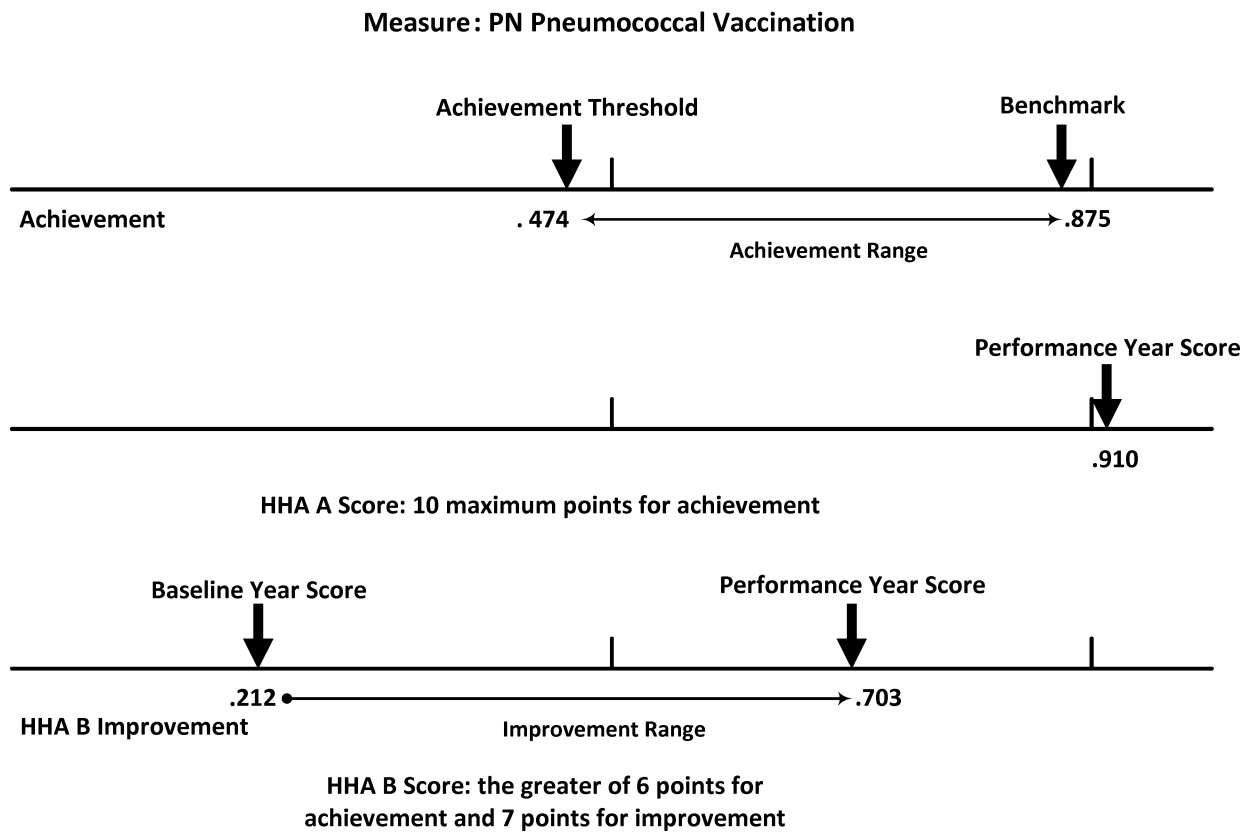 Measure: PN Pneumococcal Vaccination
Achievement Threshold
Benchmark
Achievement
. 474
.875
Achievement Range
Performance Year Score
.910
HHA A Score: 10 maximum points for achievement
Baseline Year Score
Performance Year Score
.212
.703
HHA B Improvement
Improvement Range
HHA B Score: the greater of 6 points for
achievement and 7 points for improvement